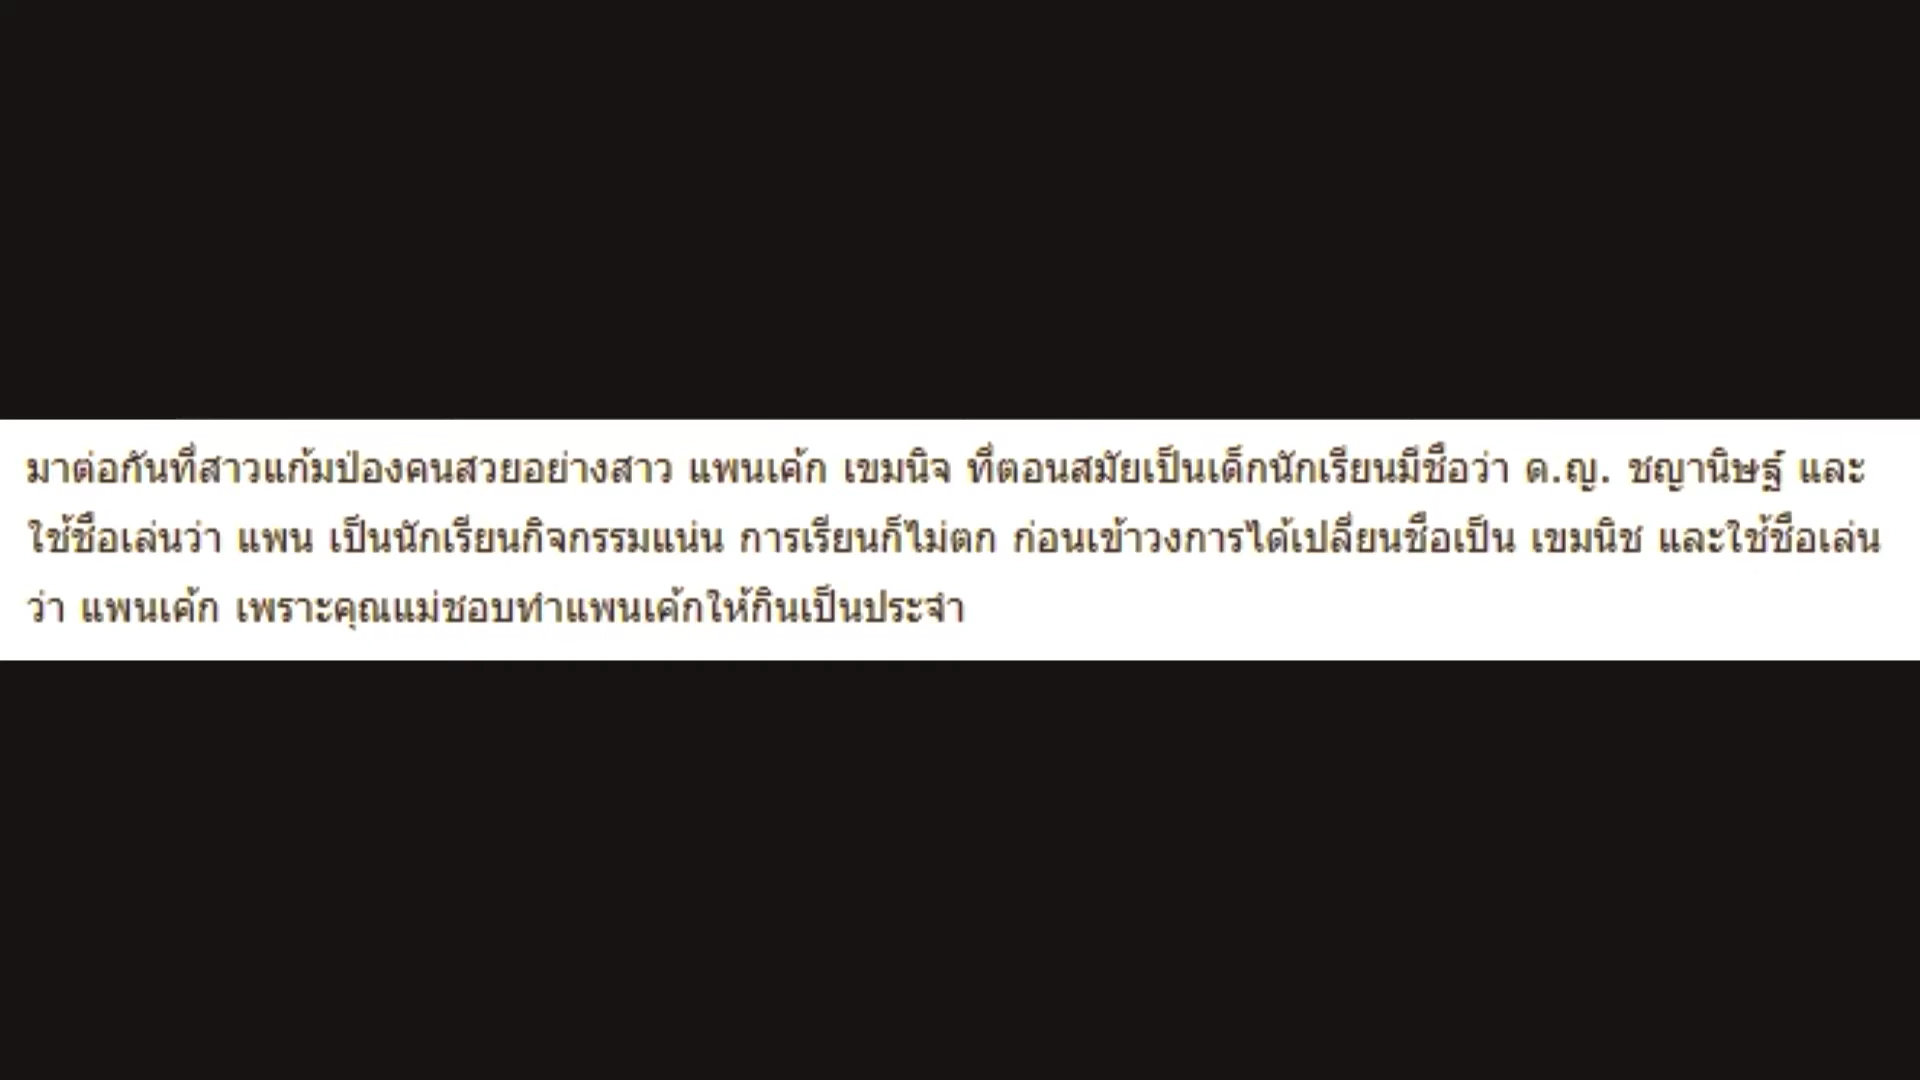 มาต่อกันที่สาวแก้มป่องคนสวยอย่างสาว แพนเค้ก เขมนิจ ที่ตอนสมัยเป็นเด็กนักเรียนมีชื่อว่า ด.ญ. ชญานิษฐ์ และ
ใช้ชื่อเล่นว่า แพน เป็นนักเรียนกิจกรรมแน่น การเรียนก็ไม่ตก ก่อนเข้าวงการได้เปลี่ยนชื่อเป็น เขมนิช และใช้ชื่อเล่น
ว่า แพนเค้ก เพราะคุณแม่ชอบทำแพนเค้กให้กินเป็นประจำ